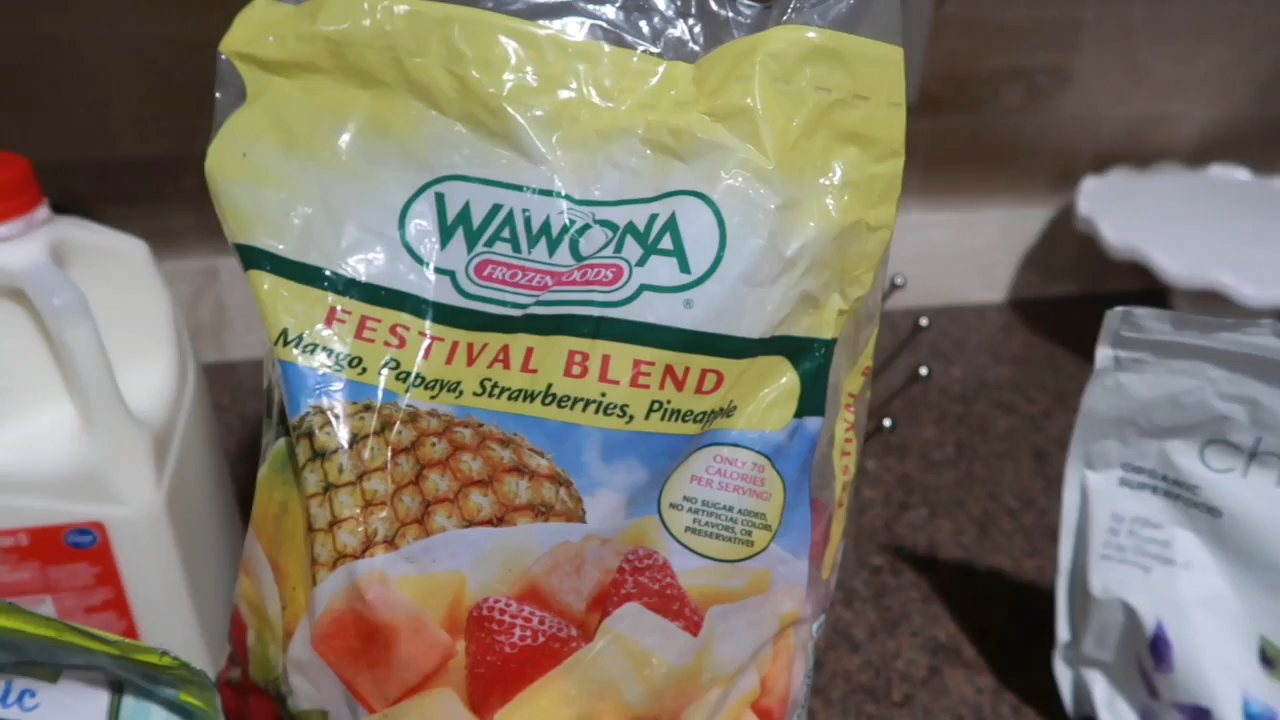 WAWONA
FROZEN FOODS
®
FESTIVAL BLEND
Mango, Papaya, Strawberries, Pineapple
ONLY 70
CALORIES
PER SERVING!
NO SUGAR ADDED,
NO ARTIFICIAL COLORS,
FLAVORS, OR
PRESERVATIVES
ch
ORGANIC
SUPERFOOD